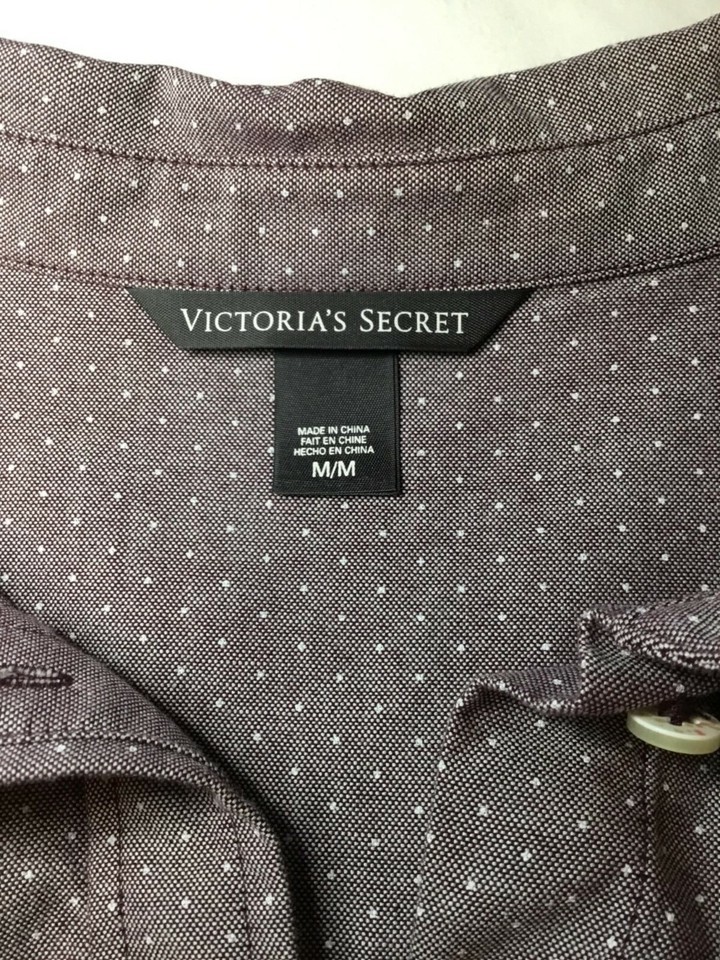 VICTORIA'S SECRET
MADE IN CHINA
FAIT EN CHINE
HECHO EN CHINA
M/M